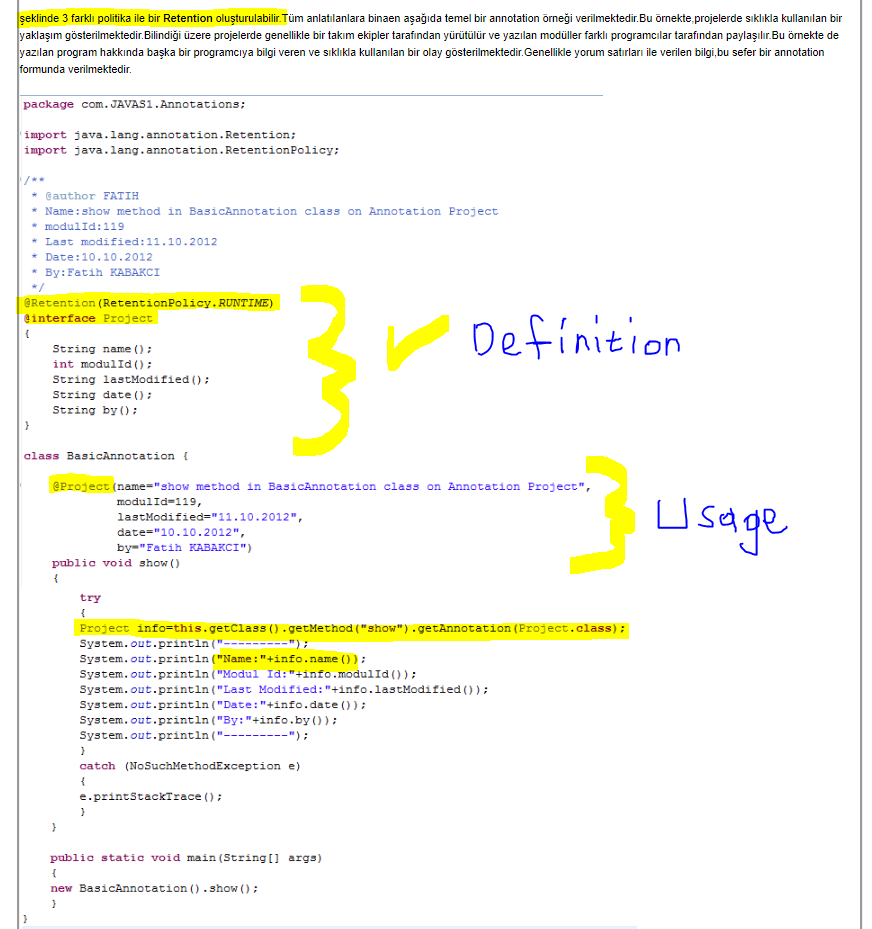 şeklinde 3 farklı politika ile bir Retention oluşturulabilir.Tüm anlatılanlara binaen aşağıda temel bir annotation örneği verilmektedir.Bu örnekte,projelerde sıklıkla kullanılan bir
yaklaşım gösterilmektedir.Bilindiği üzere projelerde genellikle bir takım ekipler tarafından yürütülür ve yazılan modüller farklı programcılar tarafından paylaşılır.Bu örnekte de
yazılan program hakkında başka bir programcıya bilgi veren ve sıklıkla kullanılan bir olay gösterilmektedir.Genellikle yorum satırları ile verilen bilgi,bu sefer bir annotation
formunda verilmektedir.
package com.JAVASI.Annotations;
import java.lang.annotation.Retention;
import java.lang.annotation.RetentionPolicy;
/**
* @author FATIH
* Name:show method in BasicAnnotation class on Annotation Project
* modulId:119
* Last modified:11.10.2012
* Date:10.10.2012
* By:Fatih KABAKCI
*/
@Retention(RetentionPolicy.RUNTIME)
@interface Project
{
String name();
int modulId();
String lastModified();
String date();
String by();
}
Definition
class BasicAnnotation {
@Project(name="show method in BasicAnnotation class on Annotation Project",
modulId=119,
lastModified="11.10.2012",
date="10.10.2012",
by="Fatih KABAKCI")
Usage
public void show()
{
try
{
Project info=this.getClass().getMethod("show").getAnnotation(Project.class);
System.out.println("---------");
System.out.println("Name:"+info.name());
System.out.println("Modul Id:"+info.modulId());
System.out.println("Last Modified:"+info.lastModified());
System.out.println("Date:"+info.date());
System.out.println("By:"+info.by());
System.out.println("---------");
}
catch (NoSuchMethodException e)
{
e.printStackTrace();
}
}
public static void main(String[] args)
{
new BasicAnnotation().show();
}
}